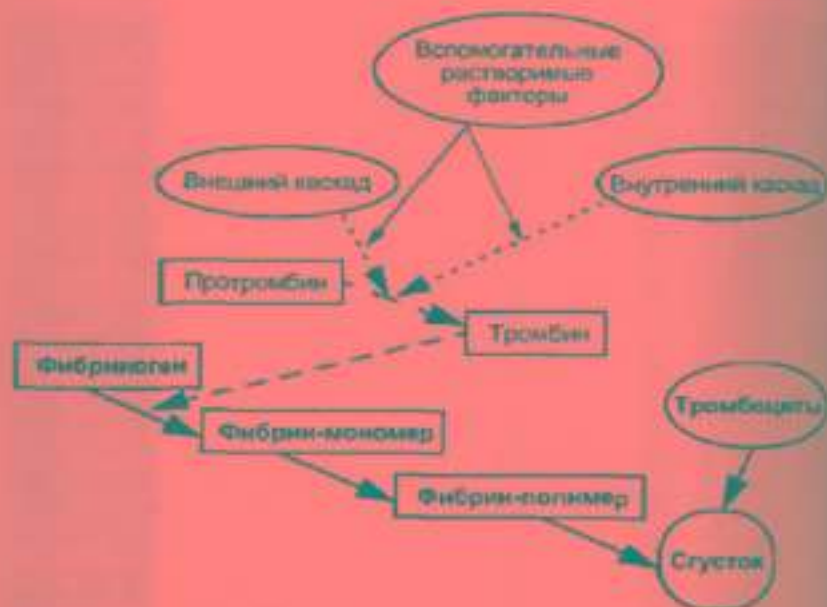 Вспомогательные
растворимые
факторы
Внешний каскад
Внутренний каскад
Протромбин
Тромбин
Фибриноген
Тромбоциты
Фибрин-мономер
Фибрин-полимер
Сгусток